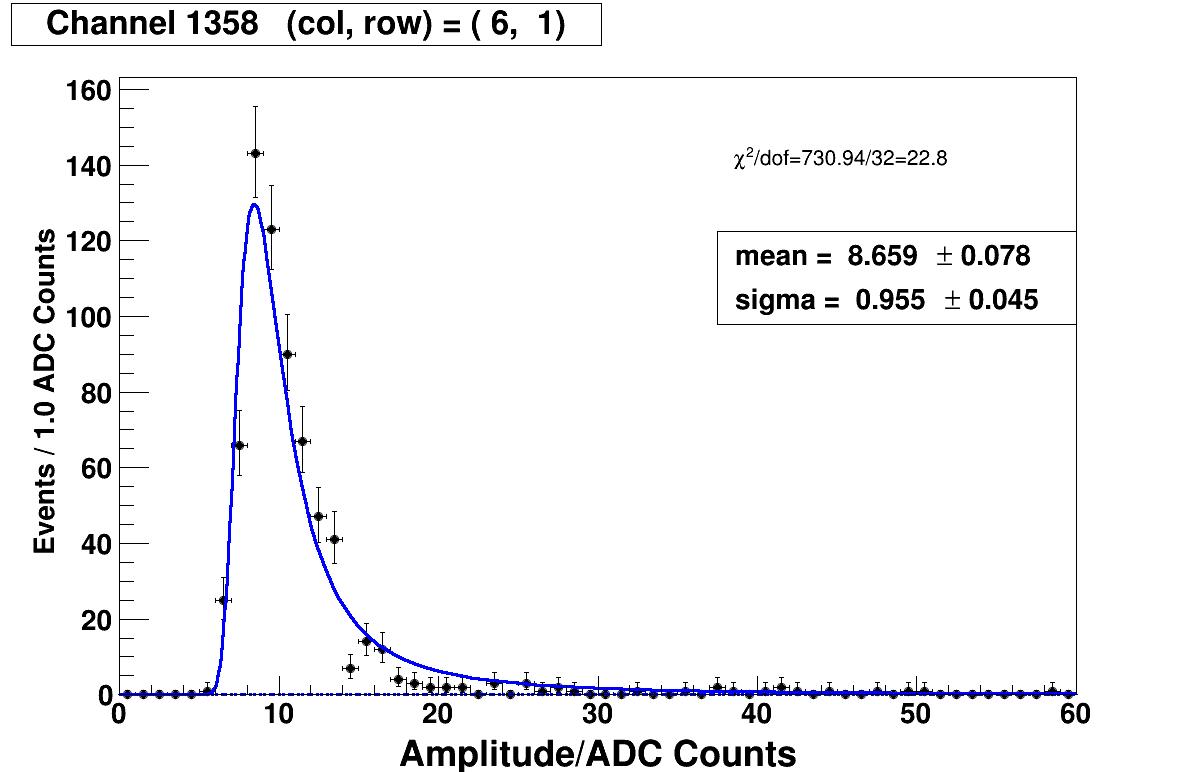 Channel 1358 (col, row) = ( 6, 1)
160
140
120
100
80
60
40
20
0
Events / 1.0 ADC Counts
χ²/dof=730.94/32=22.8
mean = 8.659 ± 0.078
sigma = 0.955 ± 0.045
0 10 20 30 40 50 60
Amplitude/ADC Counts